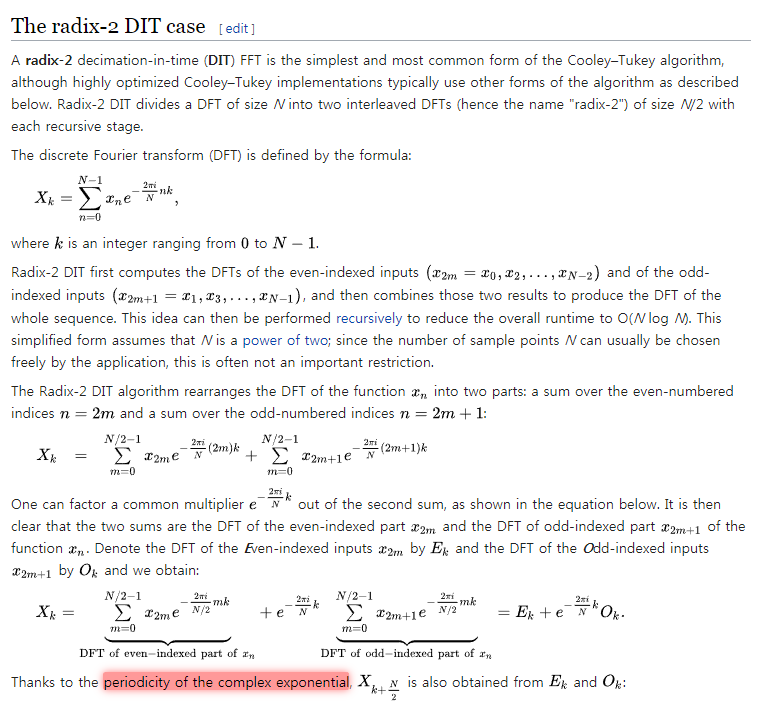 The radix-2 DIT case [edit]
A radix-2 decimation-in-time (DIT) FFT is the simplest and most common form of the Cooley–Tukey algorithm,
although highly optimized Cooley–Tukey implementations typically use other forms of the algorithm as described
below. Radix-2 DIT divides a DFT of size N into two interleaved DFTs (hence the name "radix-2") of size N/2 with
each recursive stage.
The discrete Fourier transform (DFT) is defined by the formula:
X_k = \sum_{n=0}^{N-1} x_n e^{-\frac{2\pi i}{N} nk},
where k is an integer ranging from 0 to N − 1.
Radix-2 DIT first computes the DFTs of the even-indexed inputs (x_{2m} = x_0, x_2, . . . , x_{N−2}) and of the odd-
indexed inputs (x_{2m+1} = x_1, x_3, . . . , x_{N−1}), and then combines those two results to produce the DFT of the
whole sequence. This idea can then be performed recursively to reduce the overall runtime to O(N log N). This
simplified form assumes that N is a power of two; since the number of sample points N can usually be chosen
freely by the application, this is often not an important restriction.
The Radix-2 DIT algorithm rearranges the DFT of the function x_n into two parts: a sum over the even-numbered
indices n = 2m and a sum over the odd-numbered indices n = 2m + 1:
X_k = \sum_{m=0}^{N/2-1} x_{2m} e^{-\frac{2\pi i}{N} (2m)k} + \sum_{m=0}^{N/2-1} x_{2m+1} e^{-\frac{2\pi i}{N} (2m+1)k}
One can factor a common multiplier e^{-\frac{2\pi i}{N} k} out of the second sum, as shown in the equation below. It is then
clear that the two sums are the DFT of the even-indexed part x_{2m} and the DFT of odd-indexed part x_{2m+1} of the
function x_n. Denote the DFT of the Even-indexed inputs x_{2m} by E_k and the DFT of the Odd-indexed inputs
x_{2m+1} by O_k and we obtain:
X_k = \sum_{m=0}^{N/2-1} x_{2m} e^{-\frac{2\pi i}{N/2} mk} + e^{-\frac{2\pi i}{N} k} \sum_{m=0}^{N/2-1} x_{2m+1} e^{-\frac{2\pi i}{N/2} mk} = E_k + e^{-\frac{2\pi i}{N} k} O_k.
DFT of even−indexed part of x_n DFT of odd−indexed part of x_n
Thanks to the periodicity of the complex exponential, X_{k+\frac{N}{2}} is also obtained from E_k and O_k: